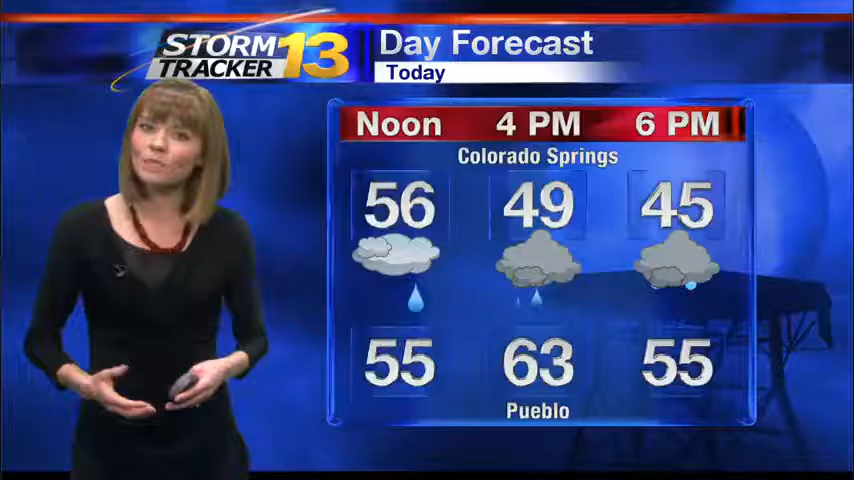 STORM
TRACKER 13
Day Forecast
Today
Noon 4 PM 6 PM
Colorado Springs
56 49 45
55 63 55
Pueblo